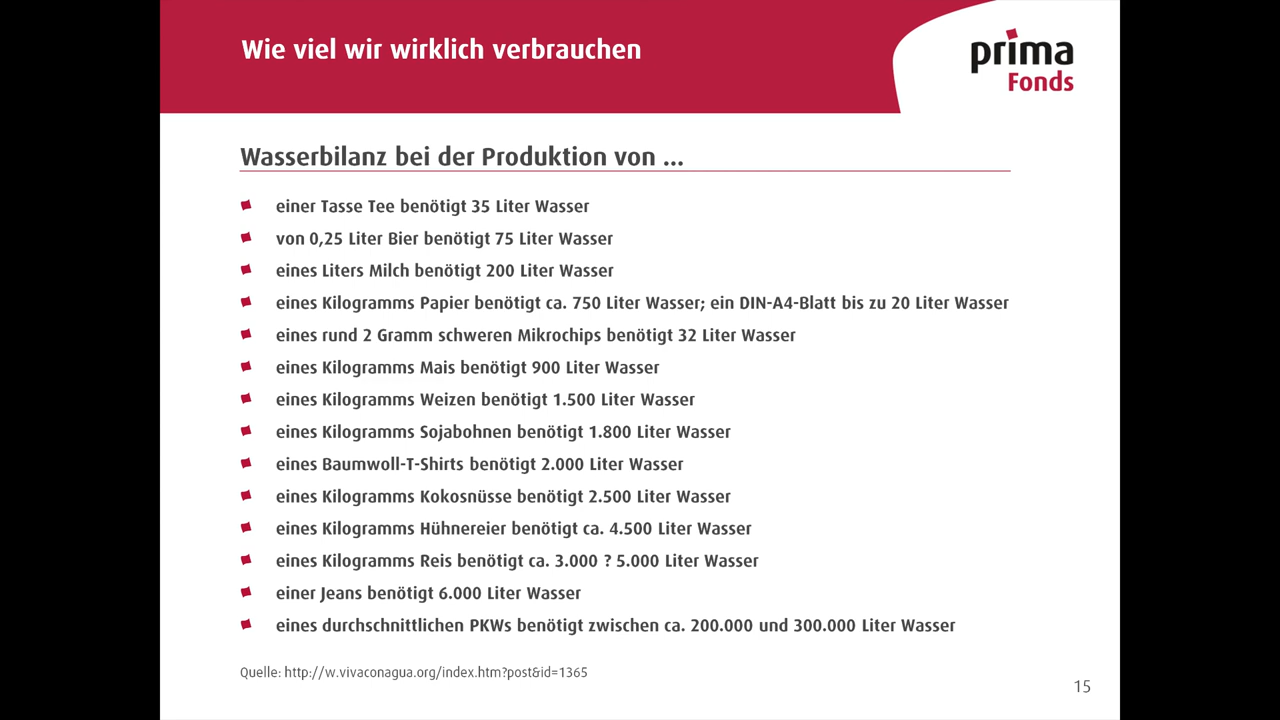 Wie viel wir wirklich verbrauchen
prima
Fonds
Wasserbilanz bei der Produktion von ...
einer Tasse Tee benötigt 35 Liter Wasser
von 0,25 Liter Bier benötigt 75 Liter Wasser
eines Liters Milch benötigt 200 Liter Wasser
eines Kilogramms Papier benötigt ca. 750 Liter Wasser; ein DIN-A4-Blatt bis zu 20 Liter Wasser
eines rund 2 Gramm schweren Mikrochips benötigt 32 Liter Wasser
eines Kilogramms Mais benötigt 900 Liter Wasser
eines Kilogramms Weizen benötigt 1.500 Liter Wasser
eines Kilogramms Sojabohnen benötigt 1.800 Liter Wasser
eines Baumwoll-T-Shirts benötigt 2.000 Liter Wasser
eines Kilogramms Kokosnüsse benötigt 2.500 Liter Wasser
eines Kilogramms Hühnereier benötigt ca. 4.500 Liter Wasser
eines Kilogramms Reis benötigt ca. 3.000 ? 5.000 Liter Wasser
einer Jeans benötigt 6.000 Liter Wasser
eines durchschnittlichen PKWs benötigt zwischen ca. 200.000 und 300.000 Liter Wasser
Quelle: http://w.vivaconagua.org/index.htm?post&id=1365
15